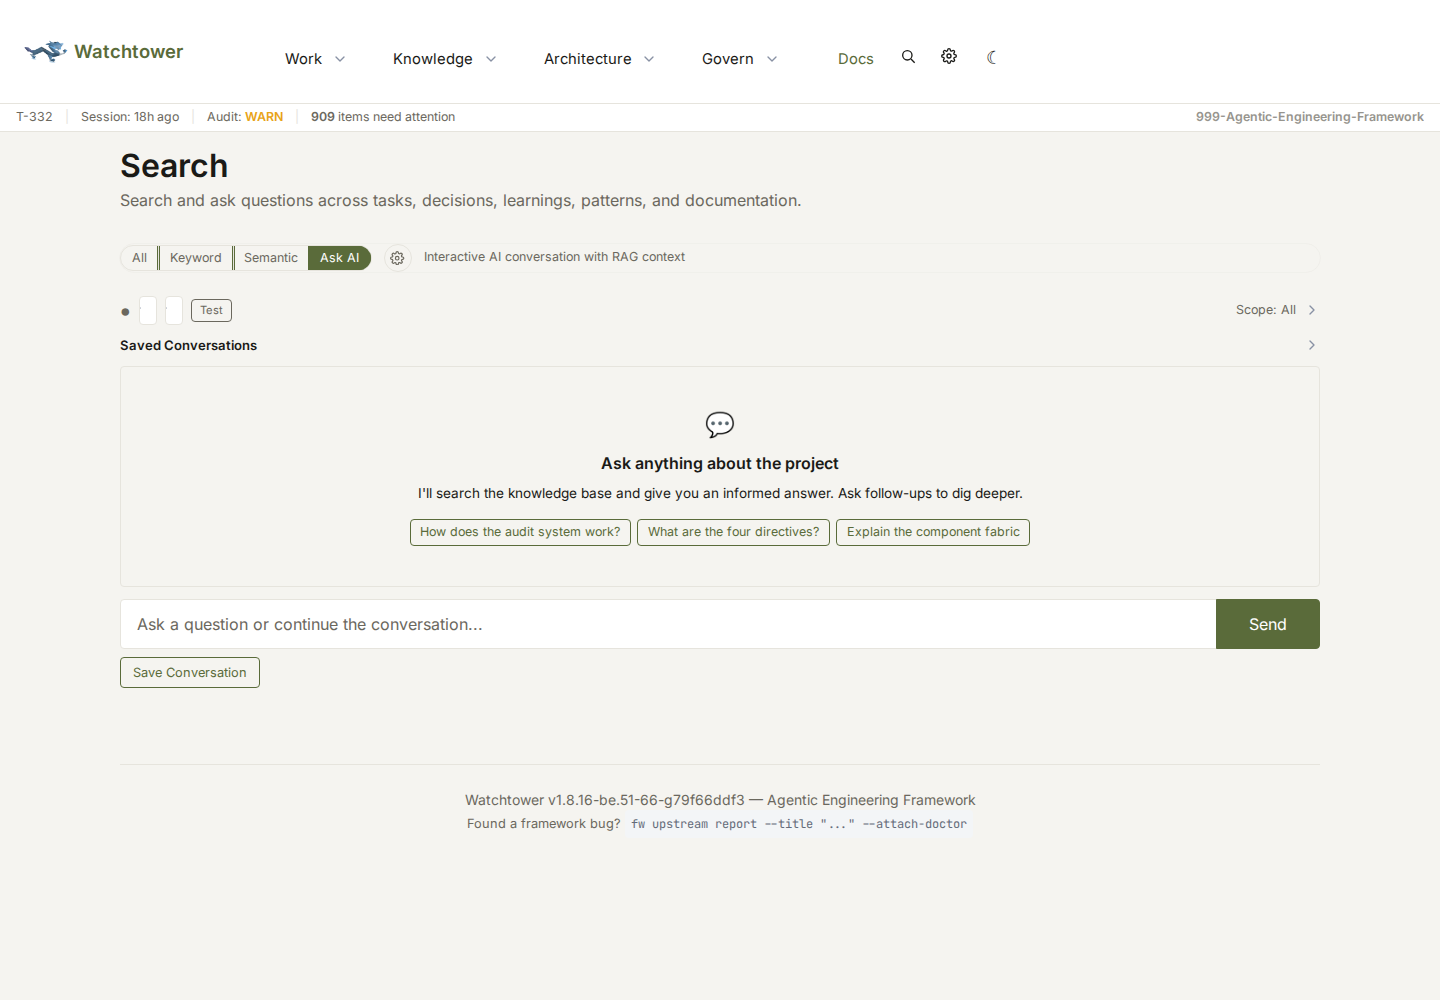 Watchtower
Work
Knowledge
Architecture
Govern
Docs
T-332
Session: 18h ago
Audit: WARN
909 items need attention
999-Agentic-Engineering-Framework
Search
Search and ask questions across tasks, decisions, learnings, patterns, and documentation.
All
Keyword
Semantic
Ask AI
Interactive AI conversation with RAG context
Test
Scope: All
Saved Conversations
Ask anything about the project
I'll search the knowledge base and give you an informed answer. Ask follow-ups to dig deeper.
How does the audit system work?
What are the four directives?
Explain the component fabric
Ask a question or continue the conversation...
Send
Save Conversation
Watchtower v1.8.16-be.51-66-g79f66ddf3 — Agentic Engineering Framework
Found a framework bug? fw upstream report --title "..." --attach-doctor